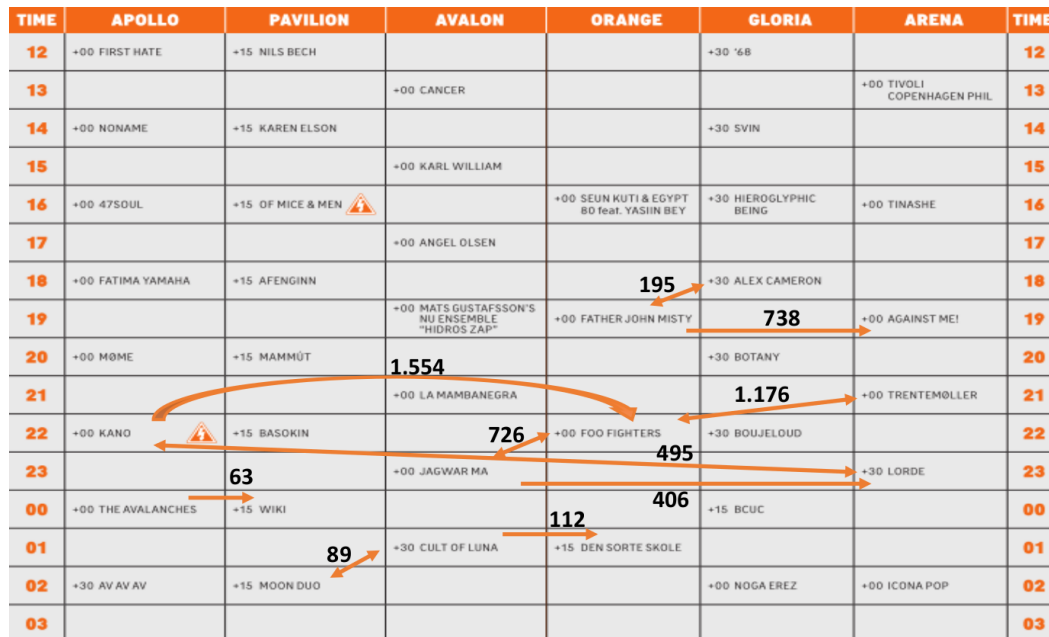 TIME APOLLO PAVILION AVALON ORANGE GLORIA ARENA TIME
12 +00 FIRST HATE +15 NILS BECH +30 '68 12
13 +00 CANCER +00 TIVOLI COPENHAGEN PHIL 13
14 +00 NONAME +15 KAREN ELSON +30 SVIN 14
15 +00 KARL WILLIAM 15
16 +00 47SOUL +15 OF MICE & MEN +00 SEUN KUTI & EGYPT 80 feat. YASIIN BEY +30 HIEROGLYPHIC BEING +00 TINASHE 16
17 +00 ANGEL OLSEN 17
18 +00 FATIMA YAMAHA +15 AFENGINN 195 +30 ALEX CAMERON 18
19 +00 MATS GUSTAFSSON'S NU ENSEMBLE "HIDROS ZAP" +00 FATHER JOHN MISTY 738 +00 AGAINST ME! 19
20 +00 MØME +15 MAMMÚT +30 BOTANY 20
1.554
21 +00 LA MAMBANEGRA 1.176 +00 TRENTEMØLLER 21
22 +00 KANO +15 BASOKIN 726 +00 FOO FIGHTERS +30 BOUJELOUD 22
495
23 +00 JAGWAR MA +30 LORDE 23
63
406
00 +00 THE AVALANCHES +15 WIKI +15 BCUC 00
112
01 89 +30 CULT OF LUNA +15 DEN SORTE SKOLE 01
02 +30 AV AV AV +15 MOON DUO +00 NOGA EREZ +00 ICONA POP 02
03 03